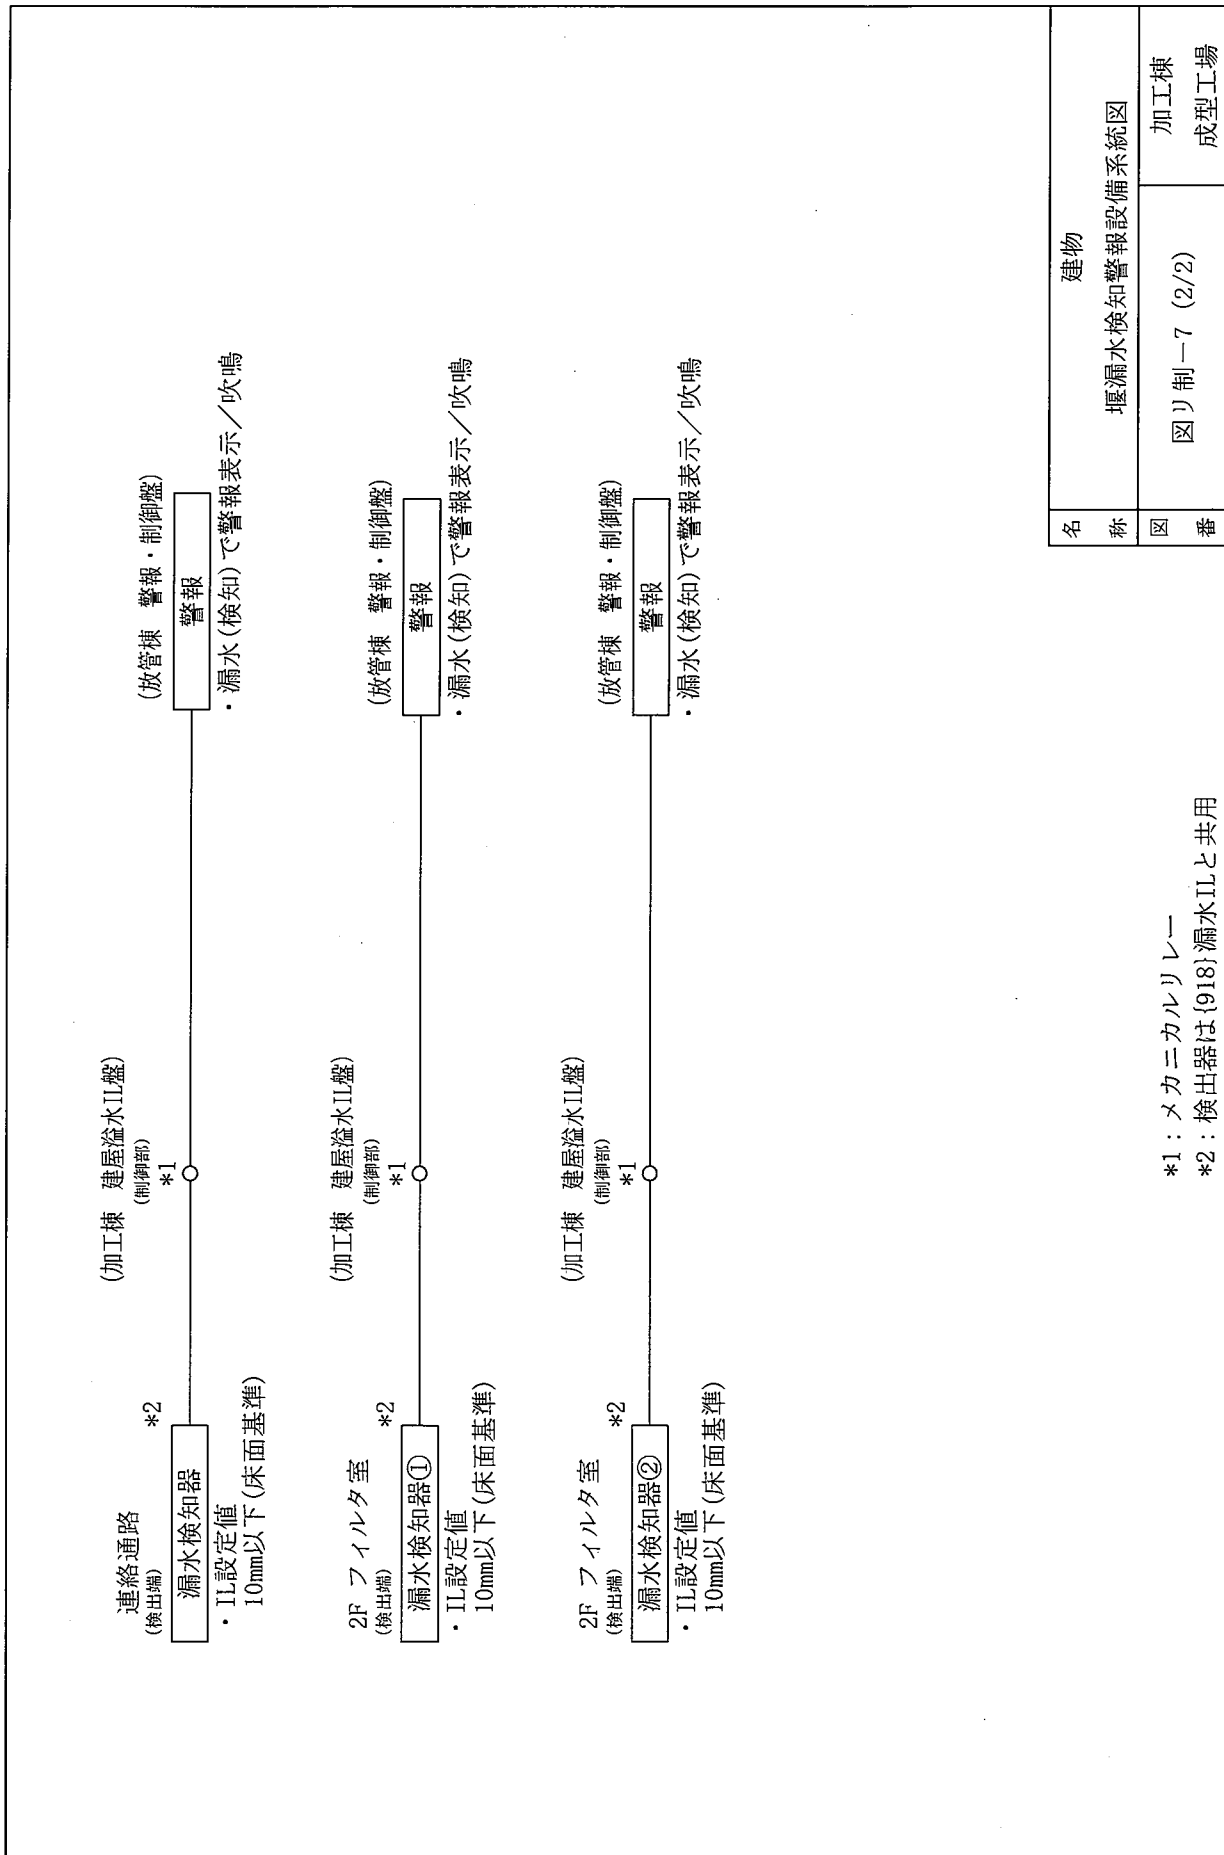 連絡通路
(検出端)
*2
漏水検知器
・IL設定値
10mm以下(床面基準)
(加工棟 建屋溢水IL盤)
(制御部)
*1
(放管棟 警報・制御盤)
警報
・漏水(検知)で警報表示/吹鳴
2F フィルタ室
(検出端)
*2
漏水検知器①
・IL設定値
10mm以下(床面基準)
(加工棟 建屋溢水IL盤)
(制御部)
*1
(放管棟 警報・制御盤)
警報
・漏水(検知)で警報表示/吹鳴
2F フィルタ室
(検出端)
*2
漏水検知器②
・IL設定値
10mm以下(床面基準)
(加工棟 建屋溢水IL盤)
(制御部)
*1
(放管棟 警報・制御盤)
警報
・漏水(検知)で警報表示/吹鳴
*1:メカニカルリレー
*2:検出器は{918}漏水ILと共用
名称
建物
堰漏水検知警報設備系統図
図番
図リ制-7 (2/2)
加工棟
成型工場